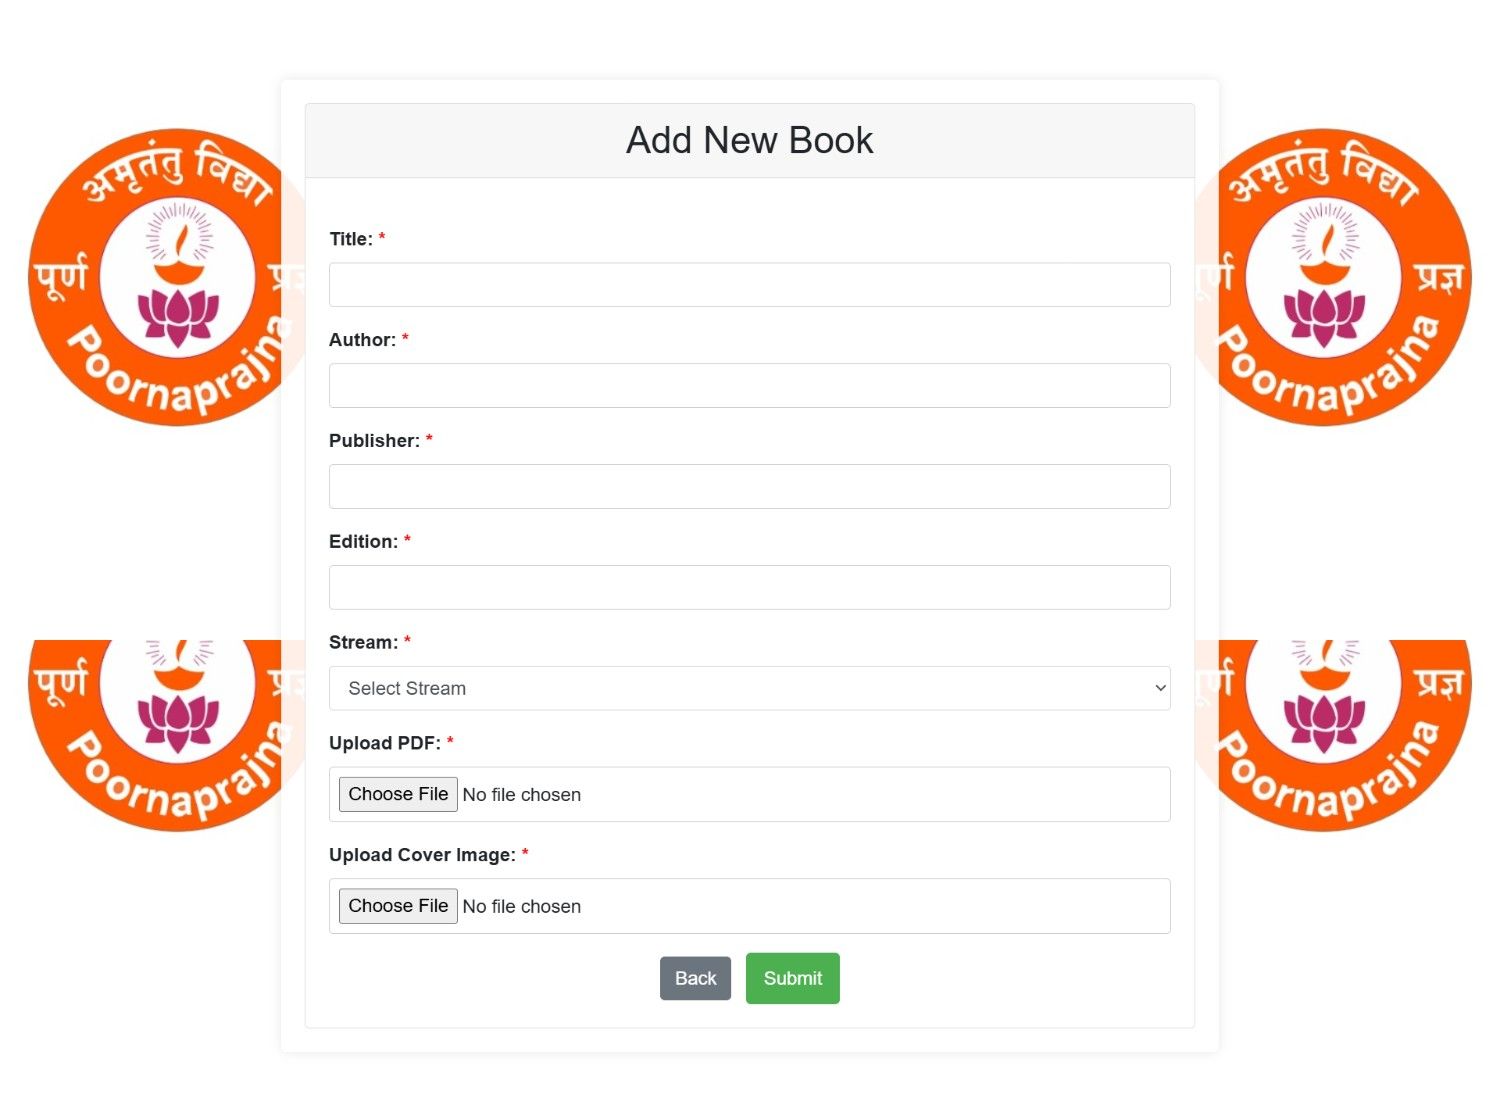 Add New Book
Title: *
Author: *
Publisher: *
Edition: *
Stream: *
Select Stream
Upload PDF: *
Choose File No file chosen
Upload Cover Image: *
Choose File No file chosen
Back Submit
अमृतंतु विद्या
पूर्ण प्रज्ञ
Poornaprajna
अमृतंतु विद्या
पूर्ण प्रज्ञ
Poornaprajna
पूर्ण प्रज्ञ
Poornaprajna
पूर्ण प्रज्ञ
Poornaprajna